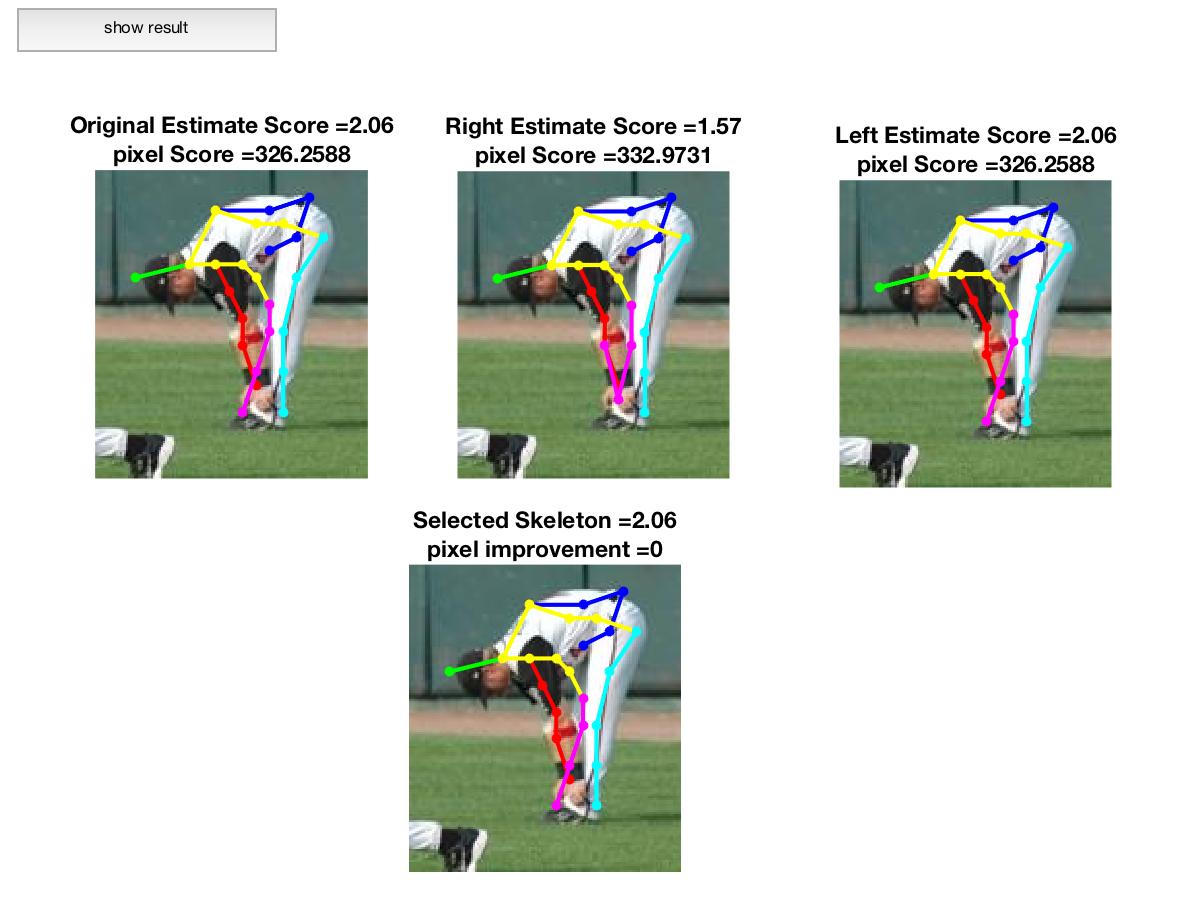 show result
Original Estimate Score =2.06
pixel Score =326.2588
Right Estimate Score =1.57
pixel Score =332.9731
Left Estimate Score =2.06
pixel Score =326.2588
Selected Skeleton =2.06
pixel improvement =0